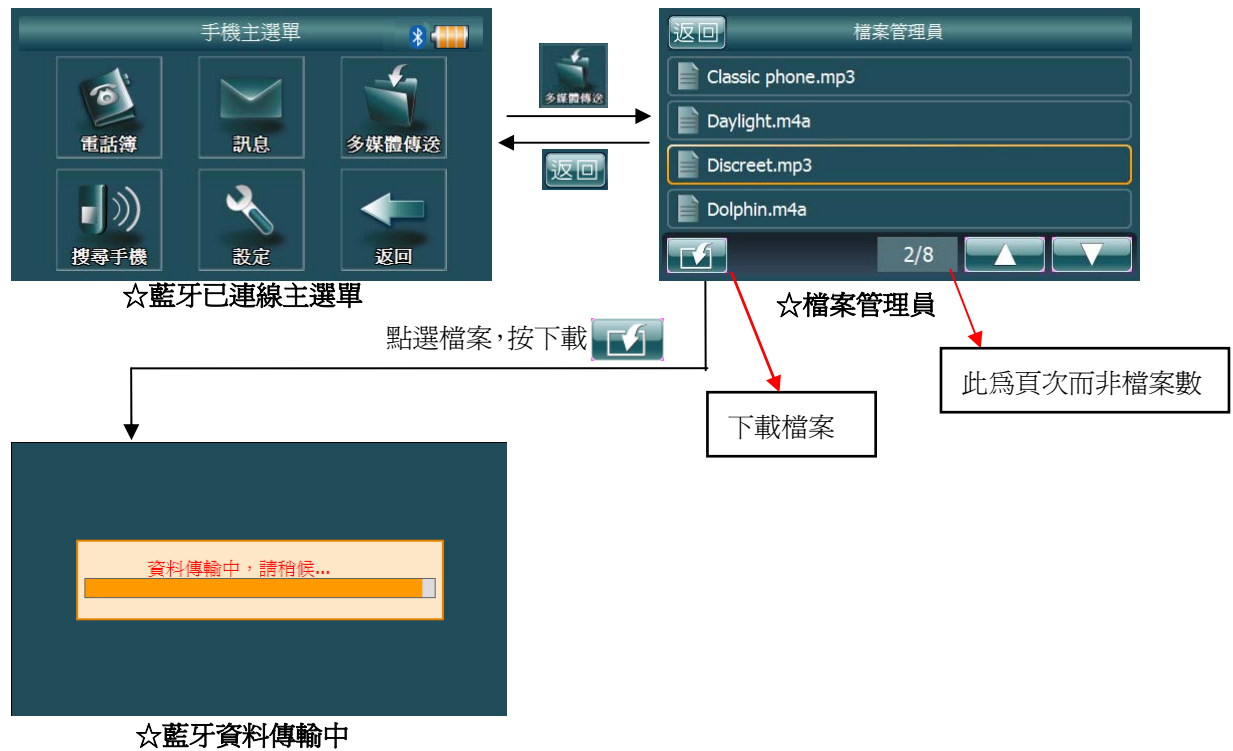 手機主選單
電話簿
訊息
多媒體傳送
搜尋手機
設定
返回
☆藍牙已連線主選單
多媒體傳送
返回
返回
檔案管理員
Classic phone.mp3
Daylight.m4a
Discreet.mp3
Dolphin.m4a
2/8
☆檔案管理員
點選檔案，按下載
下載檔案
此為頁次而非檔案數
資料傳輸中，請稍候...
☆藍牙資料傳輸中